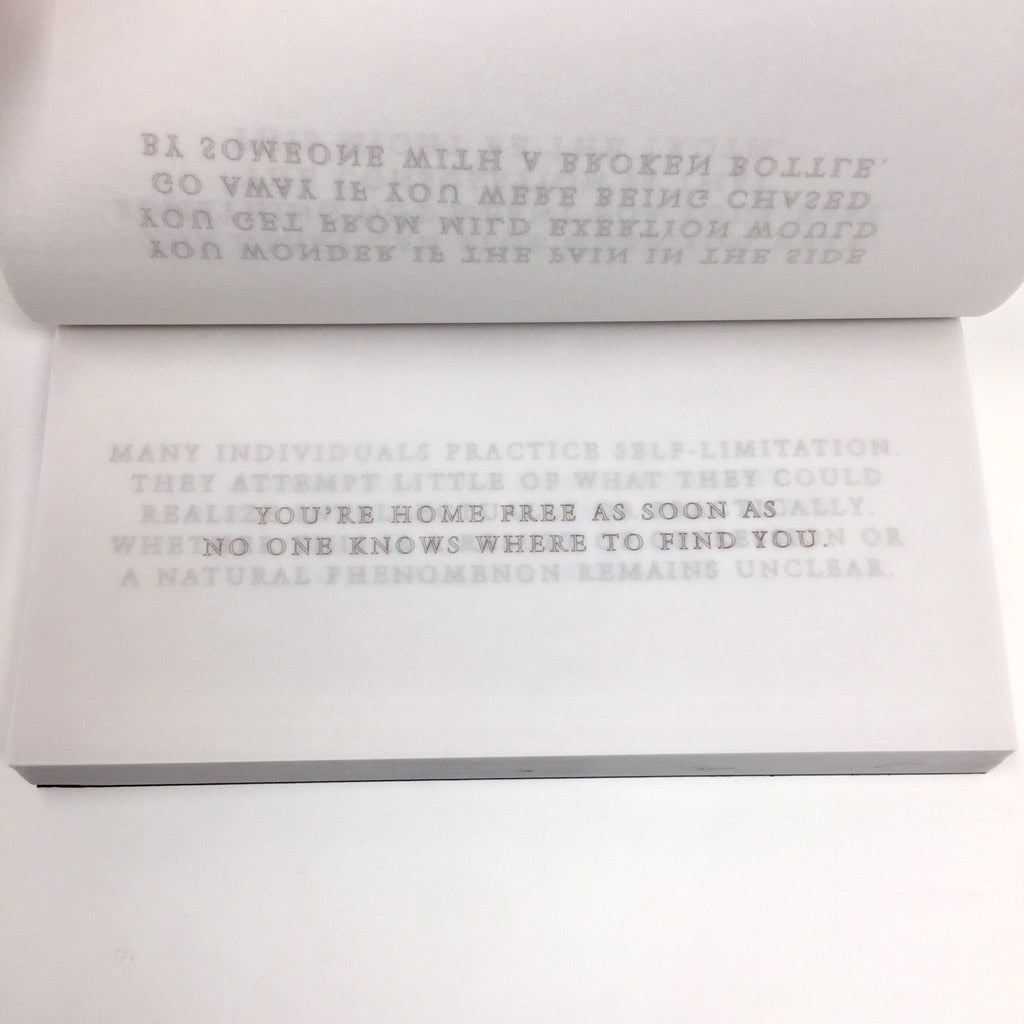 YOU WONDER IF THE PAIN IN THE SIDE
YOU GET FROM WILD EXERTION WOULD
GO AWAY IF YOU WERE BEING CHASED
BY SOMEONE WITH A BROKEN BOTTLE.
YOU'RE HOME FREE AS SOON AS
NO ONE KNOWS WHERE TO FIND YOU.
MANY INDIVIDUALS PRACTICE SELF-LIMITATION.
THEY ATTEMPT LITTLE OF WHAT THEY COULD
A NATURAL PHENOMENON REMAINS UNCLEAR.